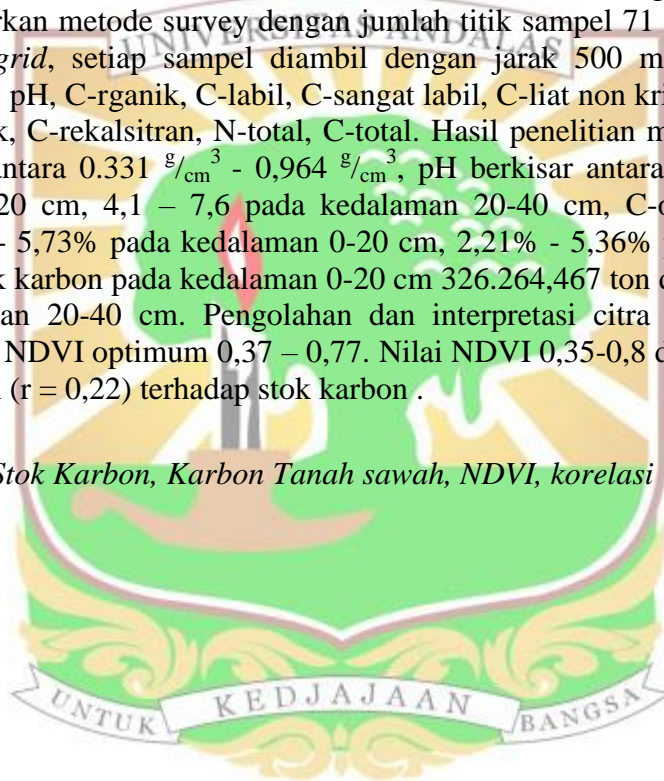 rkan metode survey dengan jumlah titik sampel 71
UNIVERSITAS ANDALAS
grid, setiap sampel diambil dengan jarak 500 m
pH, C-rganik, C-labil, C-sangat labil, C-liat non kri
k, C-rekalsitran, N-total, C-total. Hasil penelitian m
ntara 0.331 g/cm3 - 0,964 g/cm3, pH berkisar antara
20 cm, 4,1 – 7,6 pada kedalaman 20-40 cm, C-o
- 5,73% pada kedalaman 0-20 cm, 2,21% - 5,36%
k karbon pada kedalaman 0-20 cm 326.264,467 ton d
an 20-40 cm. Pengolahan dan interpretasi citra
NDVI optimum 0,37 – 0,77. Nilai NDVI 0,35-0,8 d
(r = 0,22) terhadap stok karbon .
Stok Karbon, Karbon Tanah sawah, NDVI, korelasi
UNTUK KEDJAJAAN BANGSA